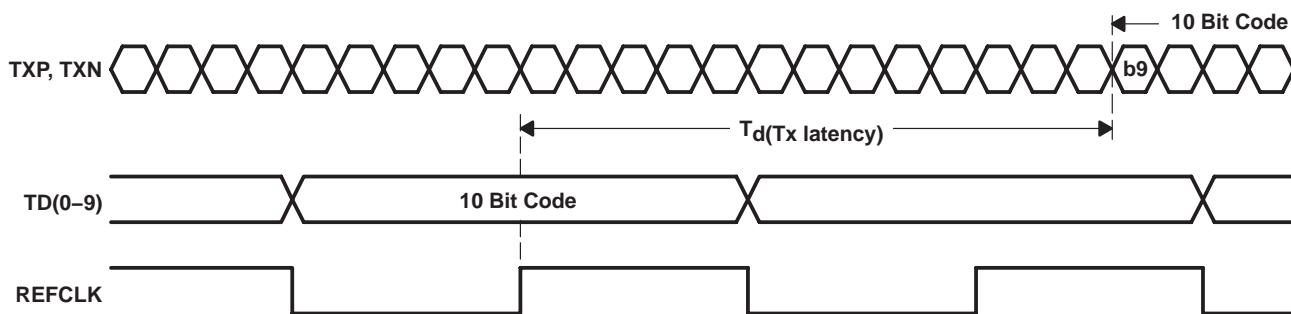 10 Bit Code
TXP, TXN
b9
Td(Tx latency)
TD(0–9)
10 Bit Code
REFCLK